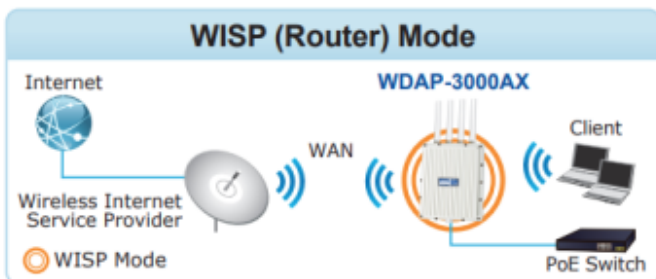 WISP (Router) Mode
Internet
WDAP-3000AX
WAN
Client
Wireless Internet
Service Provider
WISP Mode
PoE Switch